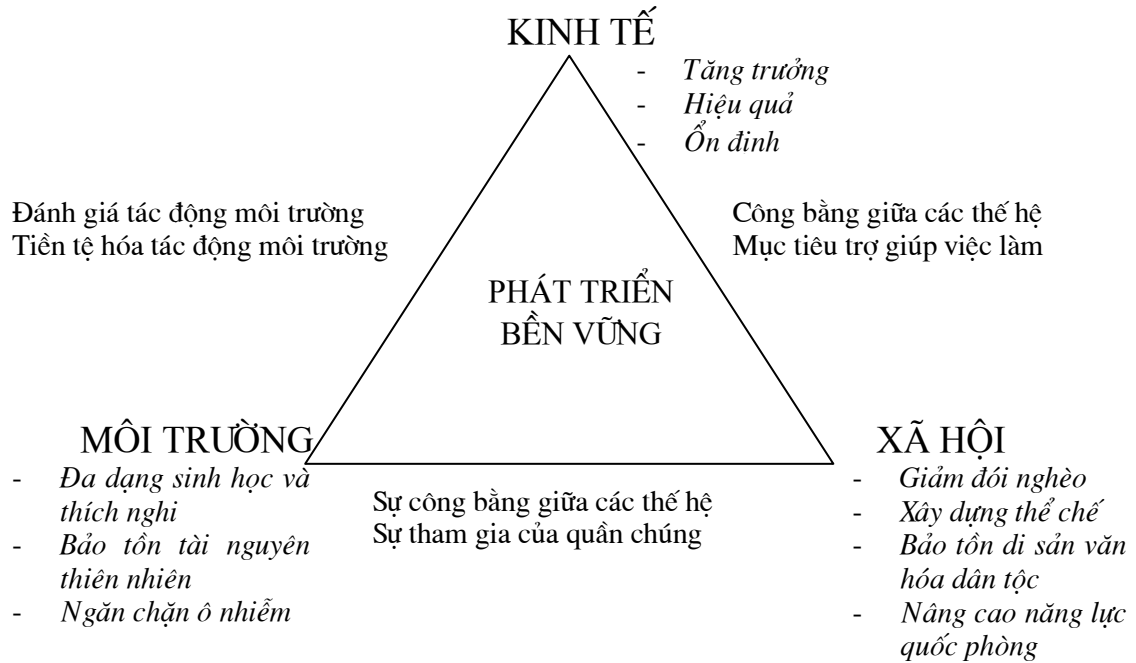 KINH TẾ
- Tăng trưởng
- Hiệu quả
- Ổn đinh
Đánh giá tác động môi trường
Tiền tệ hóa tác động môi trường
Công bằng giữa các thế hệ
Mục tiêu trợ giúp việc làm
PHÁT TRIỂN
BỀN VỮNG
MÔI TRƯỜNG
- Đa dạng sinh học và
thích nghi
- Bảo tồn tài nguyên
thiên nhiên
- Ngăn chặn ô nhiễm
Sự công bằng giữa các thế hệ
Sự tham gia của quần chúng
XÃ HỘI
- Giảm đói nghèo
- Xây dựng thể chế
- Bảo tồn di sản văn
hóa dân tộc
- Nâng cao năng lực
quốc phòng